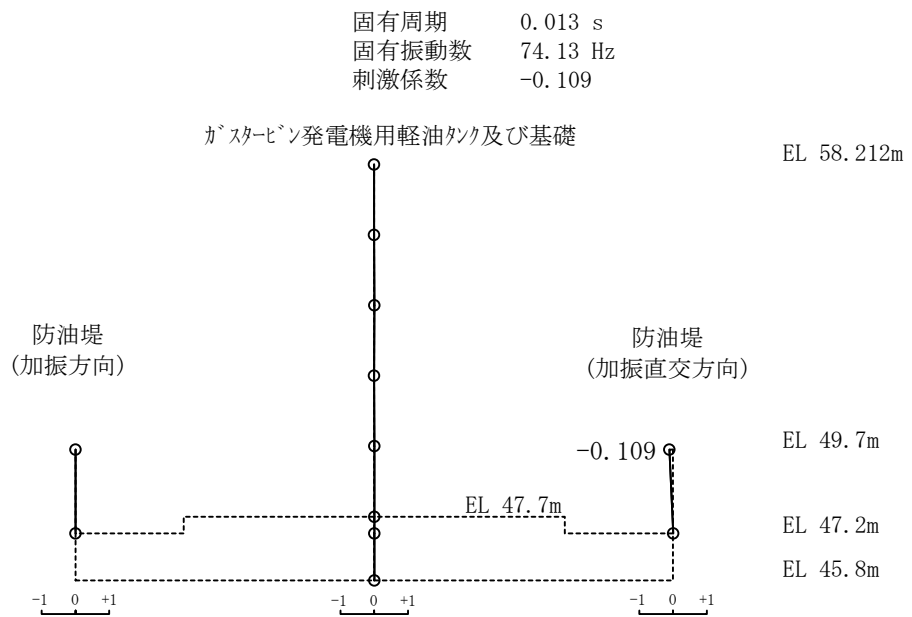 固有周期 0.013 s
固有振動数 74.13 Hz
刺激係数 -0.109
ｶﾞｽﾀｰﾋﾞﾝ発電機用軽油ﾀﾝｸ及び基礎
EL 58.212m
防油堤
(加振方向)
防油堤
(加振直交方向)
EL 49.7m
-0.109
EL 47.7m
EL 47.2m
EL 45.8m
-1 0 +1
-1 0 +1
-1 0 +1